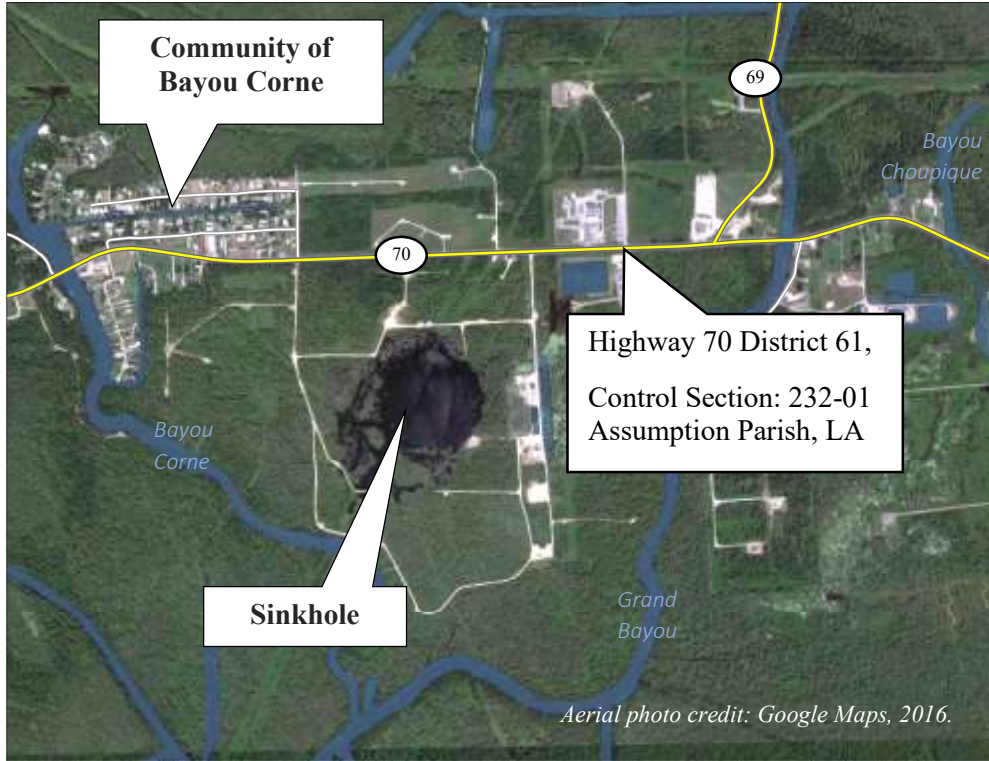 Community of
Bayou Corne
69
Bayou
Choupique
70
Highway 70 District 61,
Control Section: 232-01
Assumption Parish, LA
Bayou
Corne
Sinkhole
Grand
Bayou
Aerial photo credit: Google Maps, 2016.